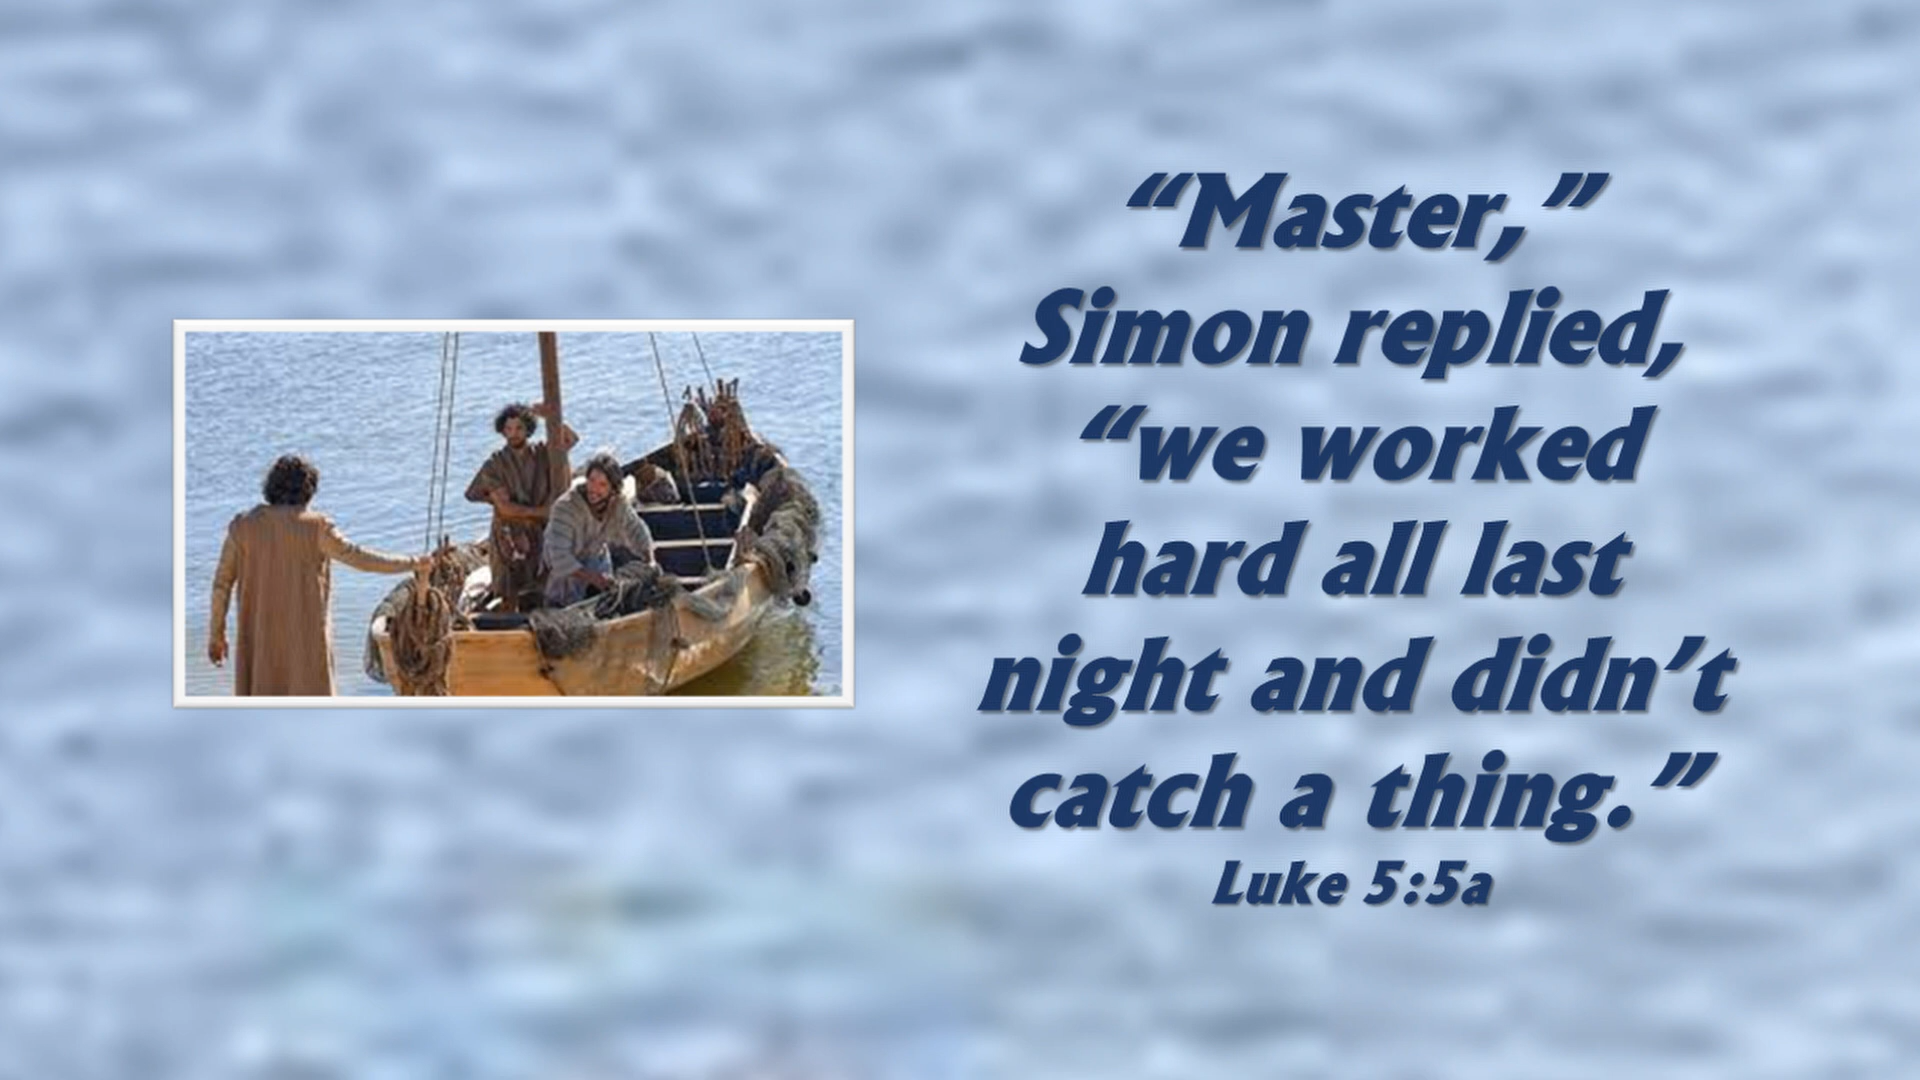 “Master,”
Simon replied,
“we worked
hard all last
night and didn’t
catch a thing.”
Luke 5:5a